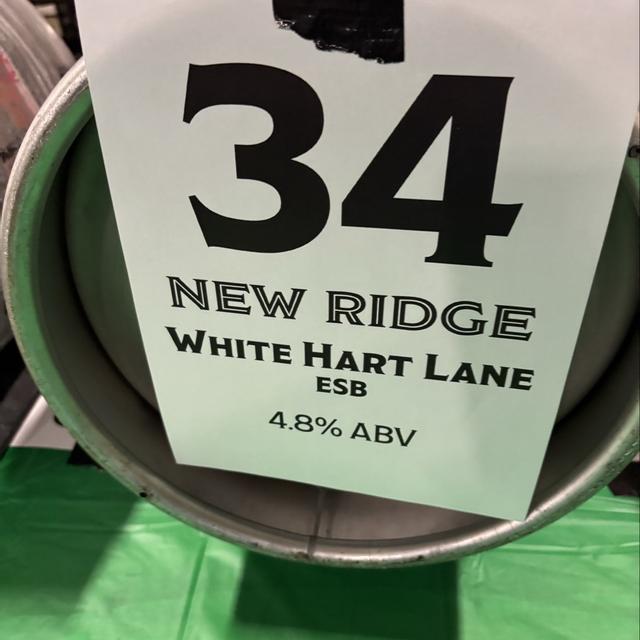 34
NEW RIDGE
WHITE HART LANE
ESB
4.8% ABV